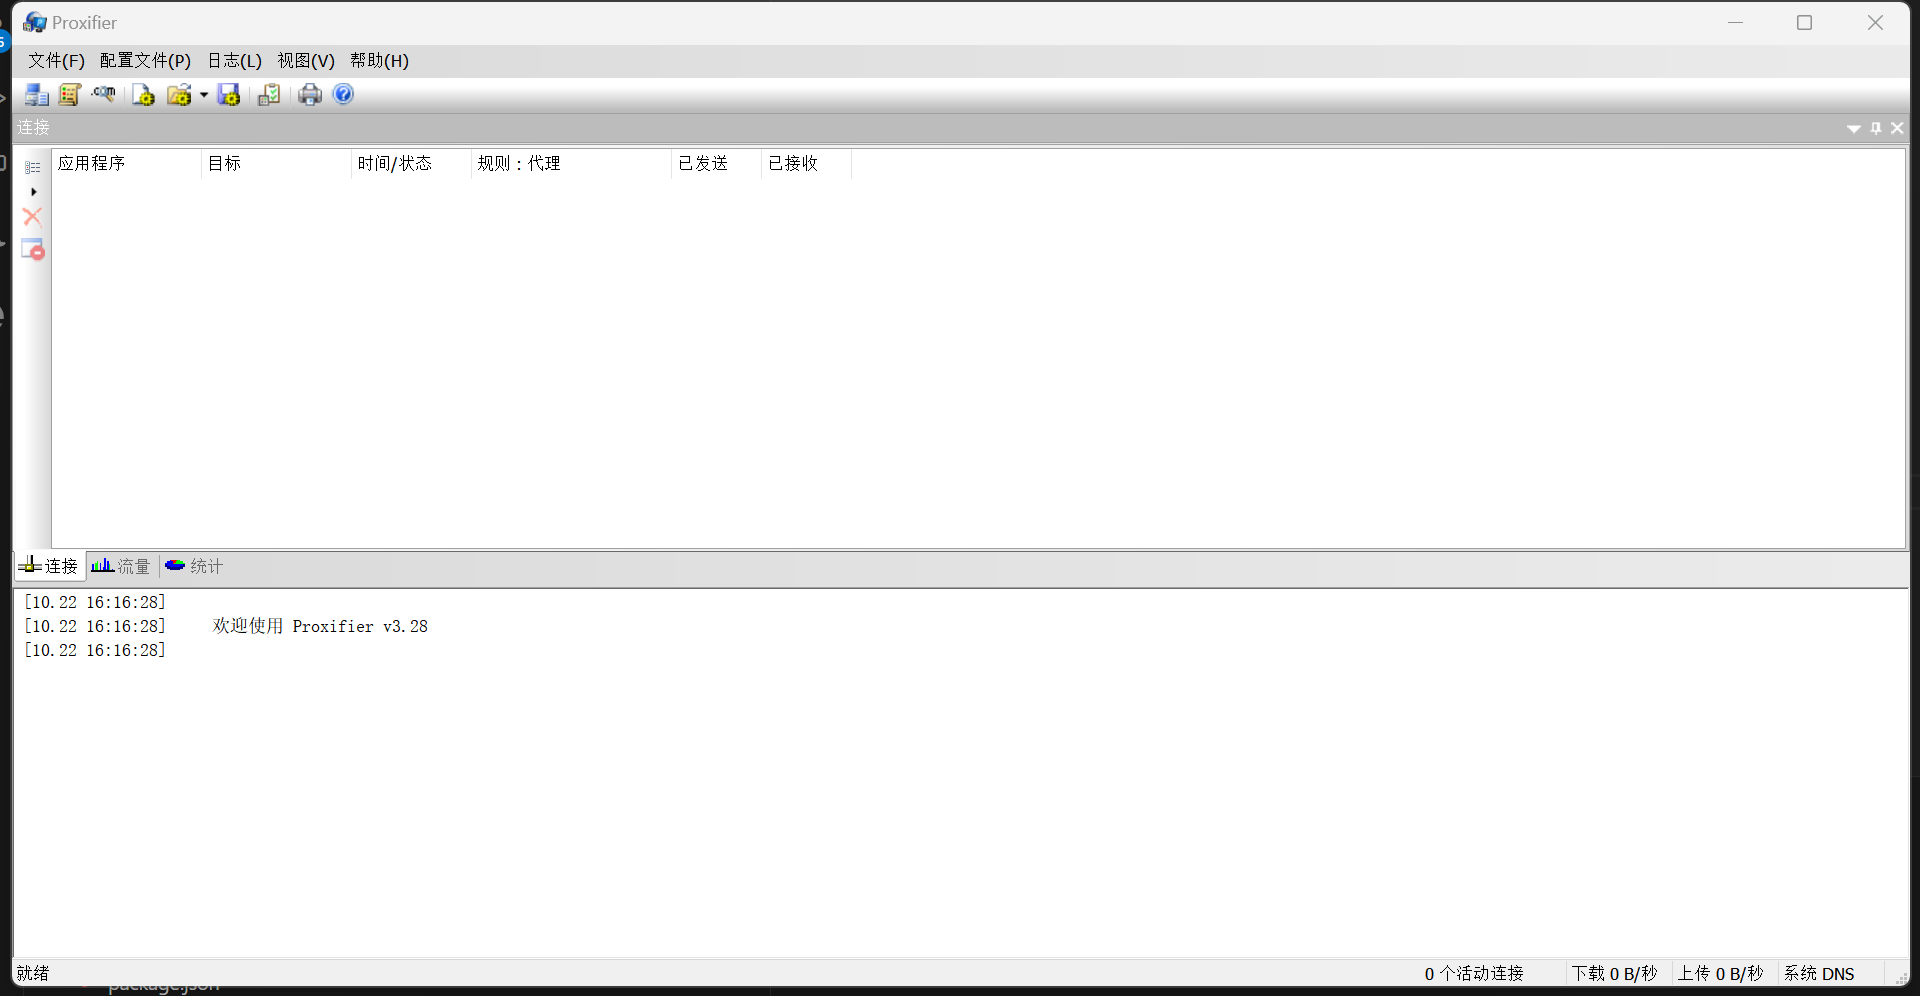 Proxifier
文件(F) 配置文件(P) 日志(L) 视图(V) 帮助(H)
连接
应用程序 目标 时间/状态 规则：代理 已发送 已接收
连接 流量 统计
[10.22 16:16:28]
[10.22 16:16:28] 欢迎使用 Proxifier v3.28
[10.22 16:16:28]
就绪 0 个活动连接 下载 0 B/秒 上传 0 B/秒 系统 DNS
package.json